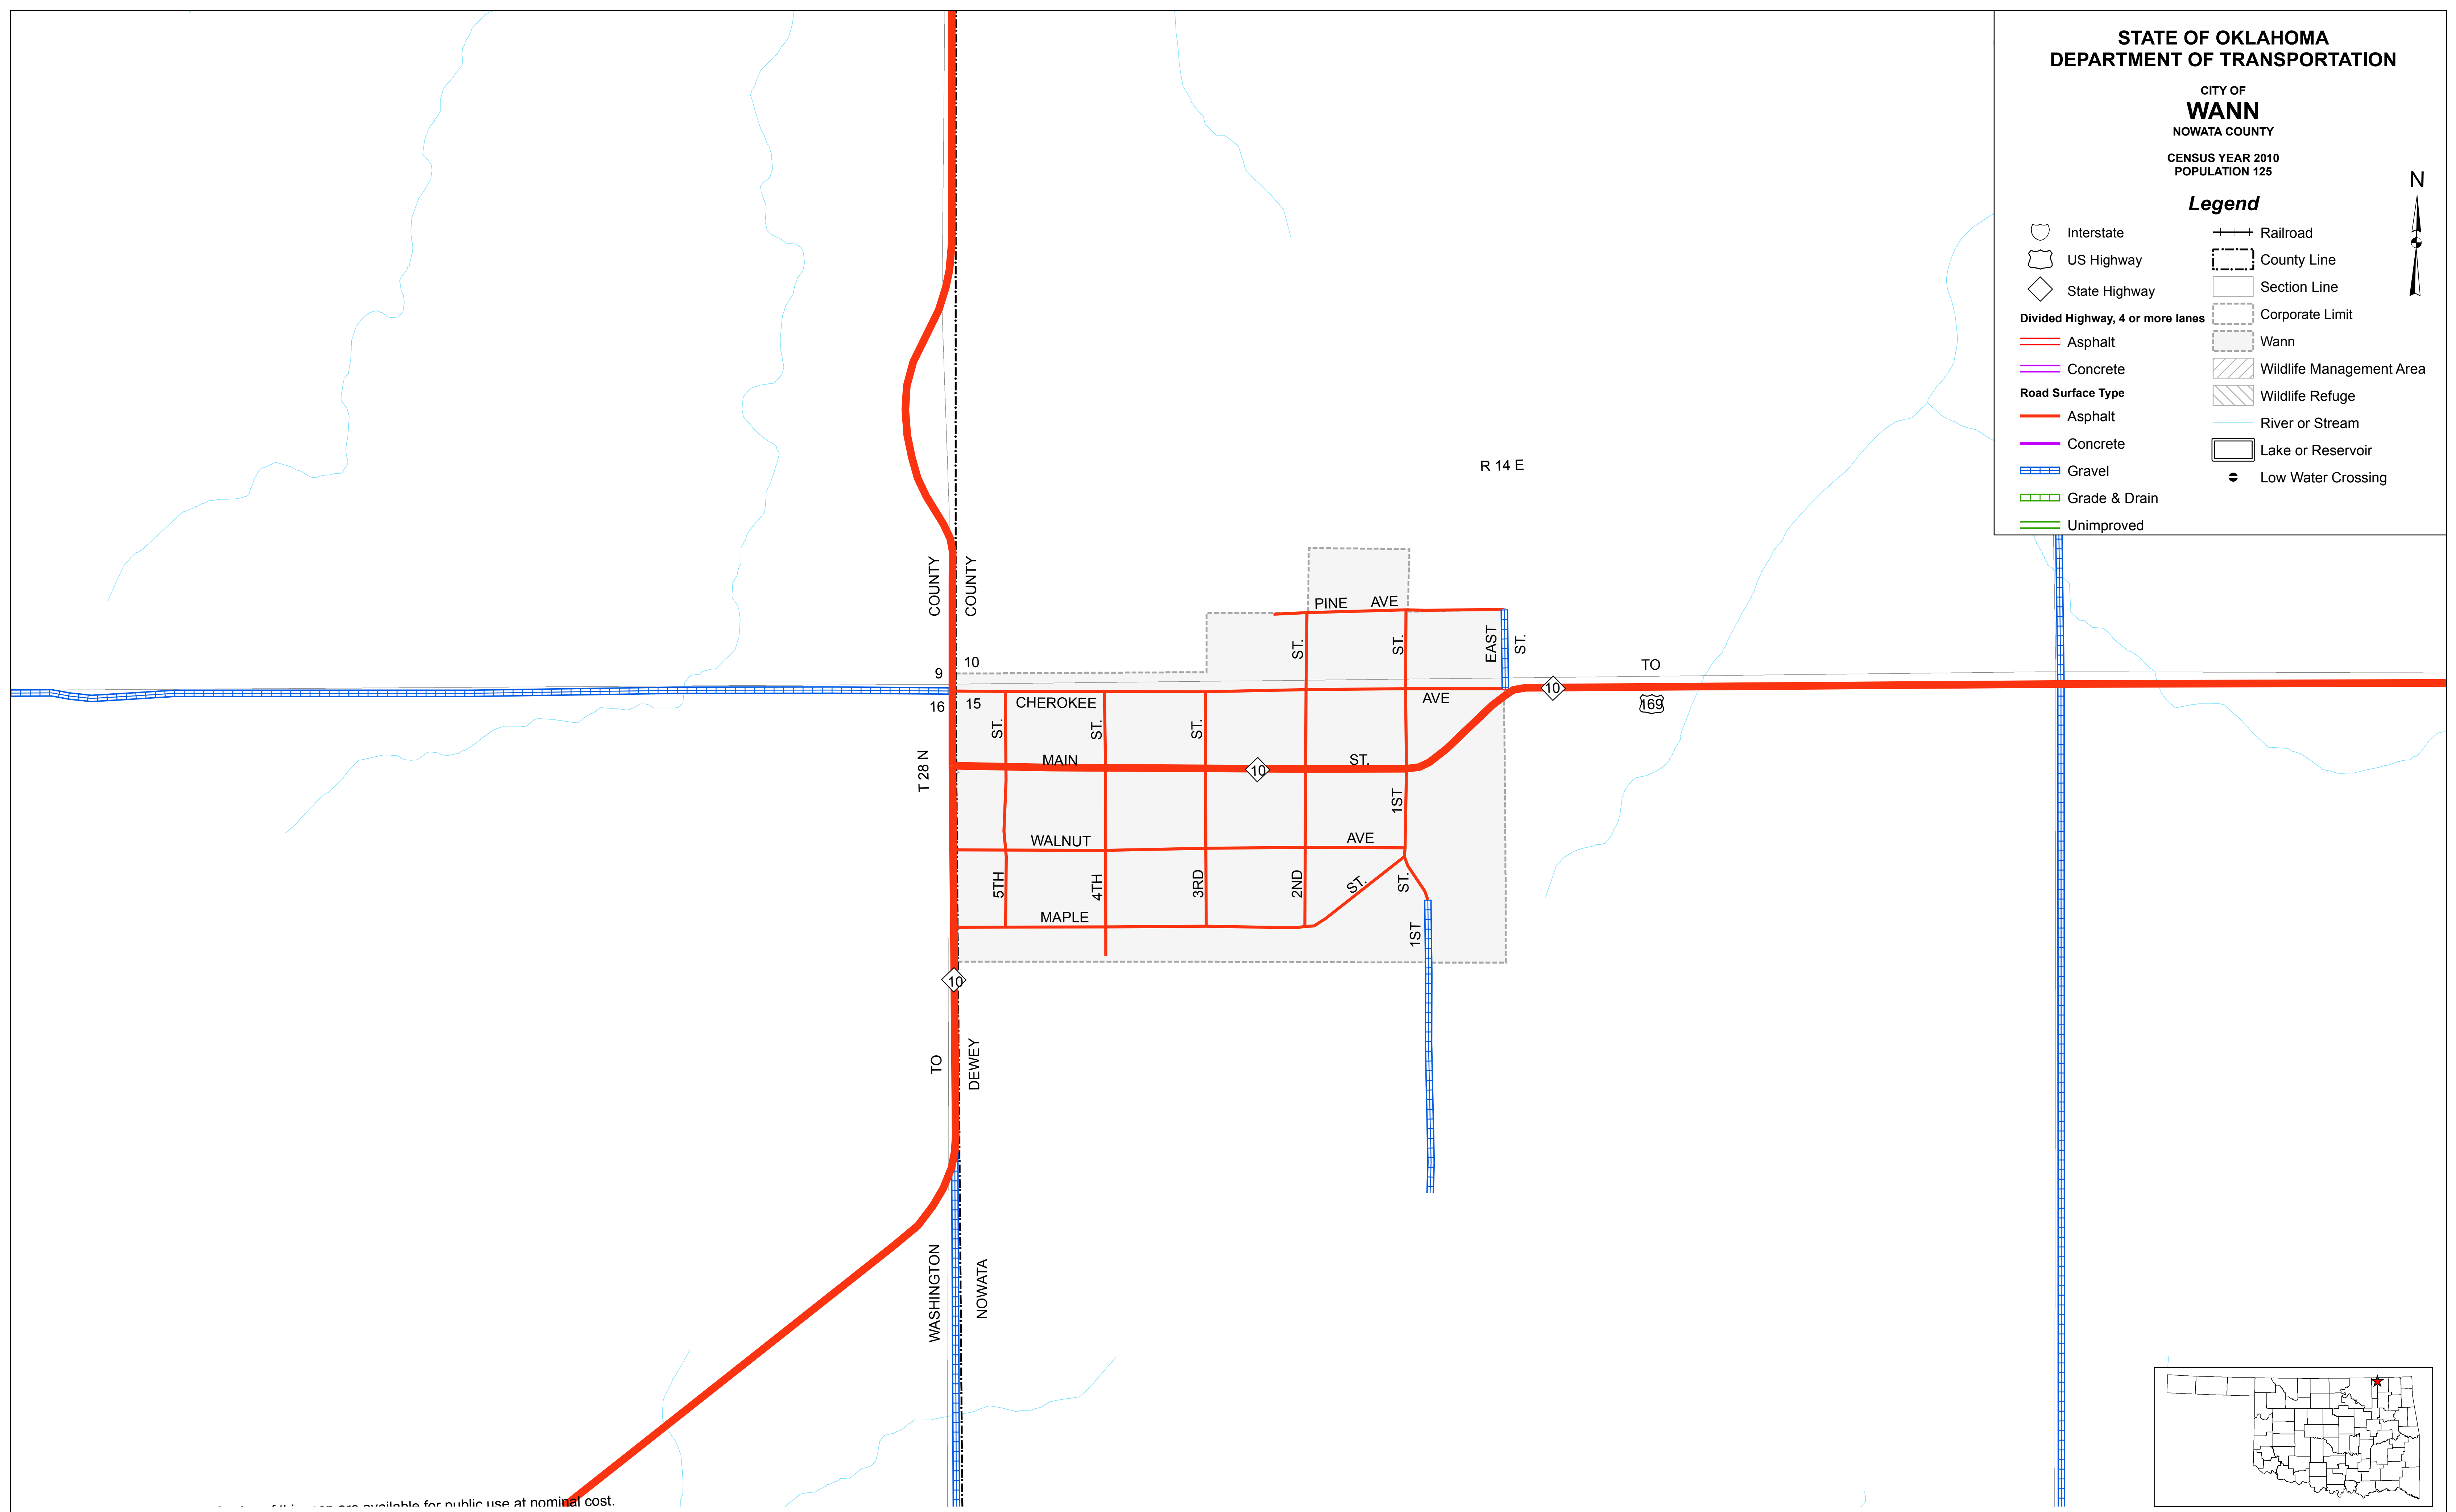 STATE OF OKLAHOMA
DEPARTMENT OF TRANSPORTATION
CITY OF
WANN
NOWATA COUNTY
CENSUS YEAR 2010
POPULATION 125
N
Legend
Interstate
US Highway
State Highway
Divided Highway, 4 or more lanes
Asphalt
Concrete
Road Surface Type
Asphalt
Concrete
Gravel
Grade & Drain
Unimproved
Railroad
County Line
Section Line
Corporate Limit
Wann
Wildlife Management Area
Wildlife Refuge
River or Stream
Lake or Reservoir
Low Water Crossing
R 14 E
COUNTY
COUNTY
PINE AVE
ST.
ST.
EAST
ST.
9
10
16
15
TO
10
169
CHEROKEE
AVE
ST.
ST.
ST.
T 28 N
MAIN
10
ST.
1ST
WALNUT
AVE
5TH
4TH
3RD
2ND
ST.
ST.
MAPLE
1ST
10
TO
DEWEY
WASHINGTON
NOWATA
are available for public use at nominal cost.